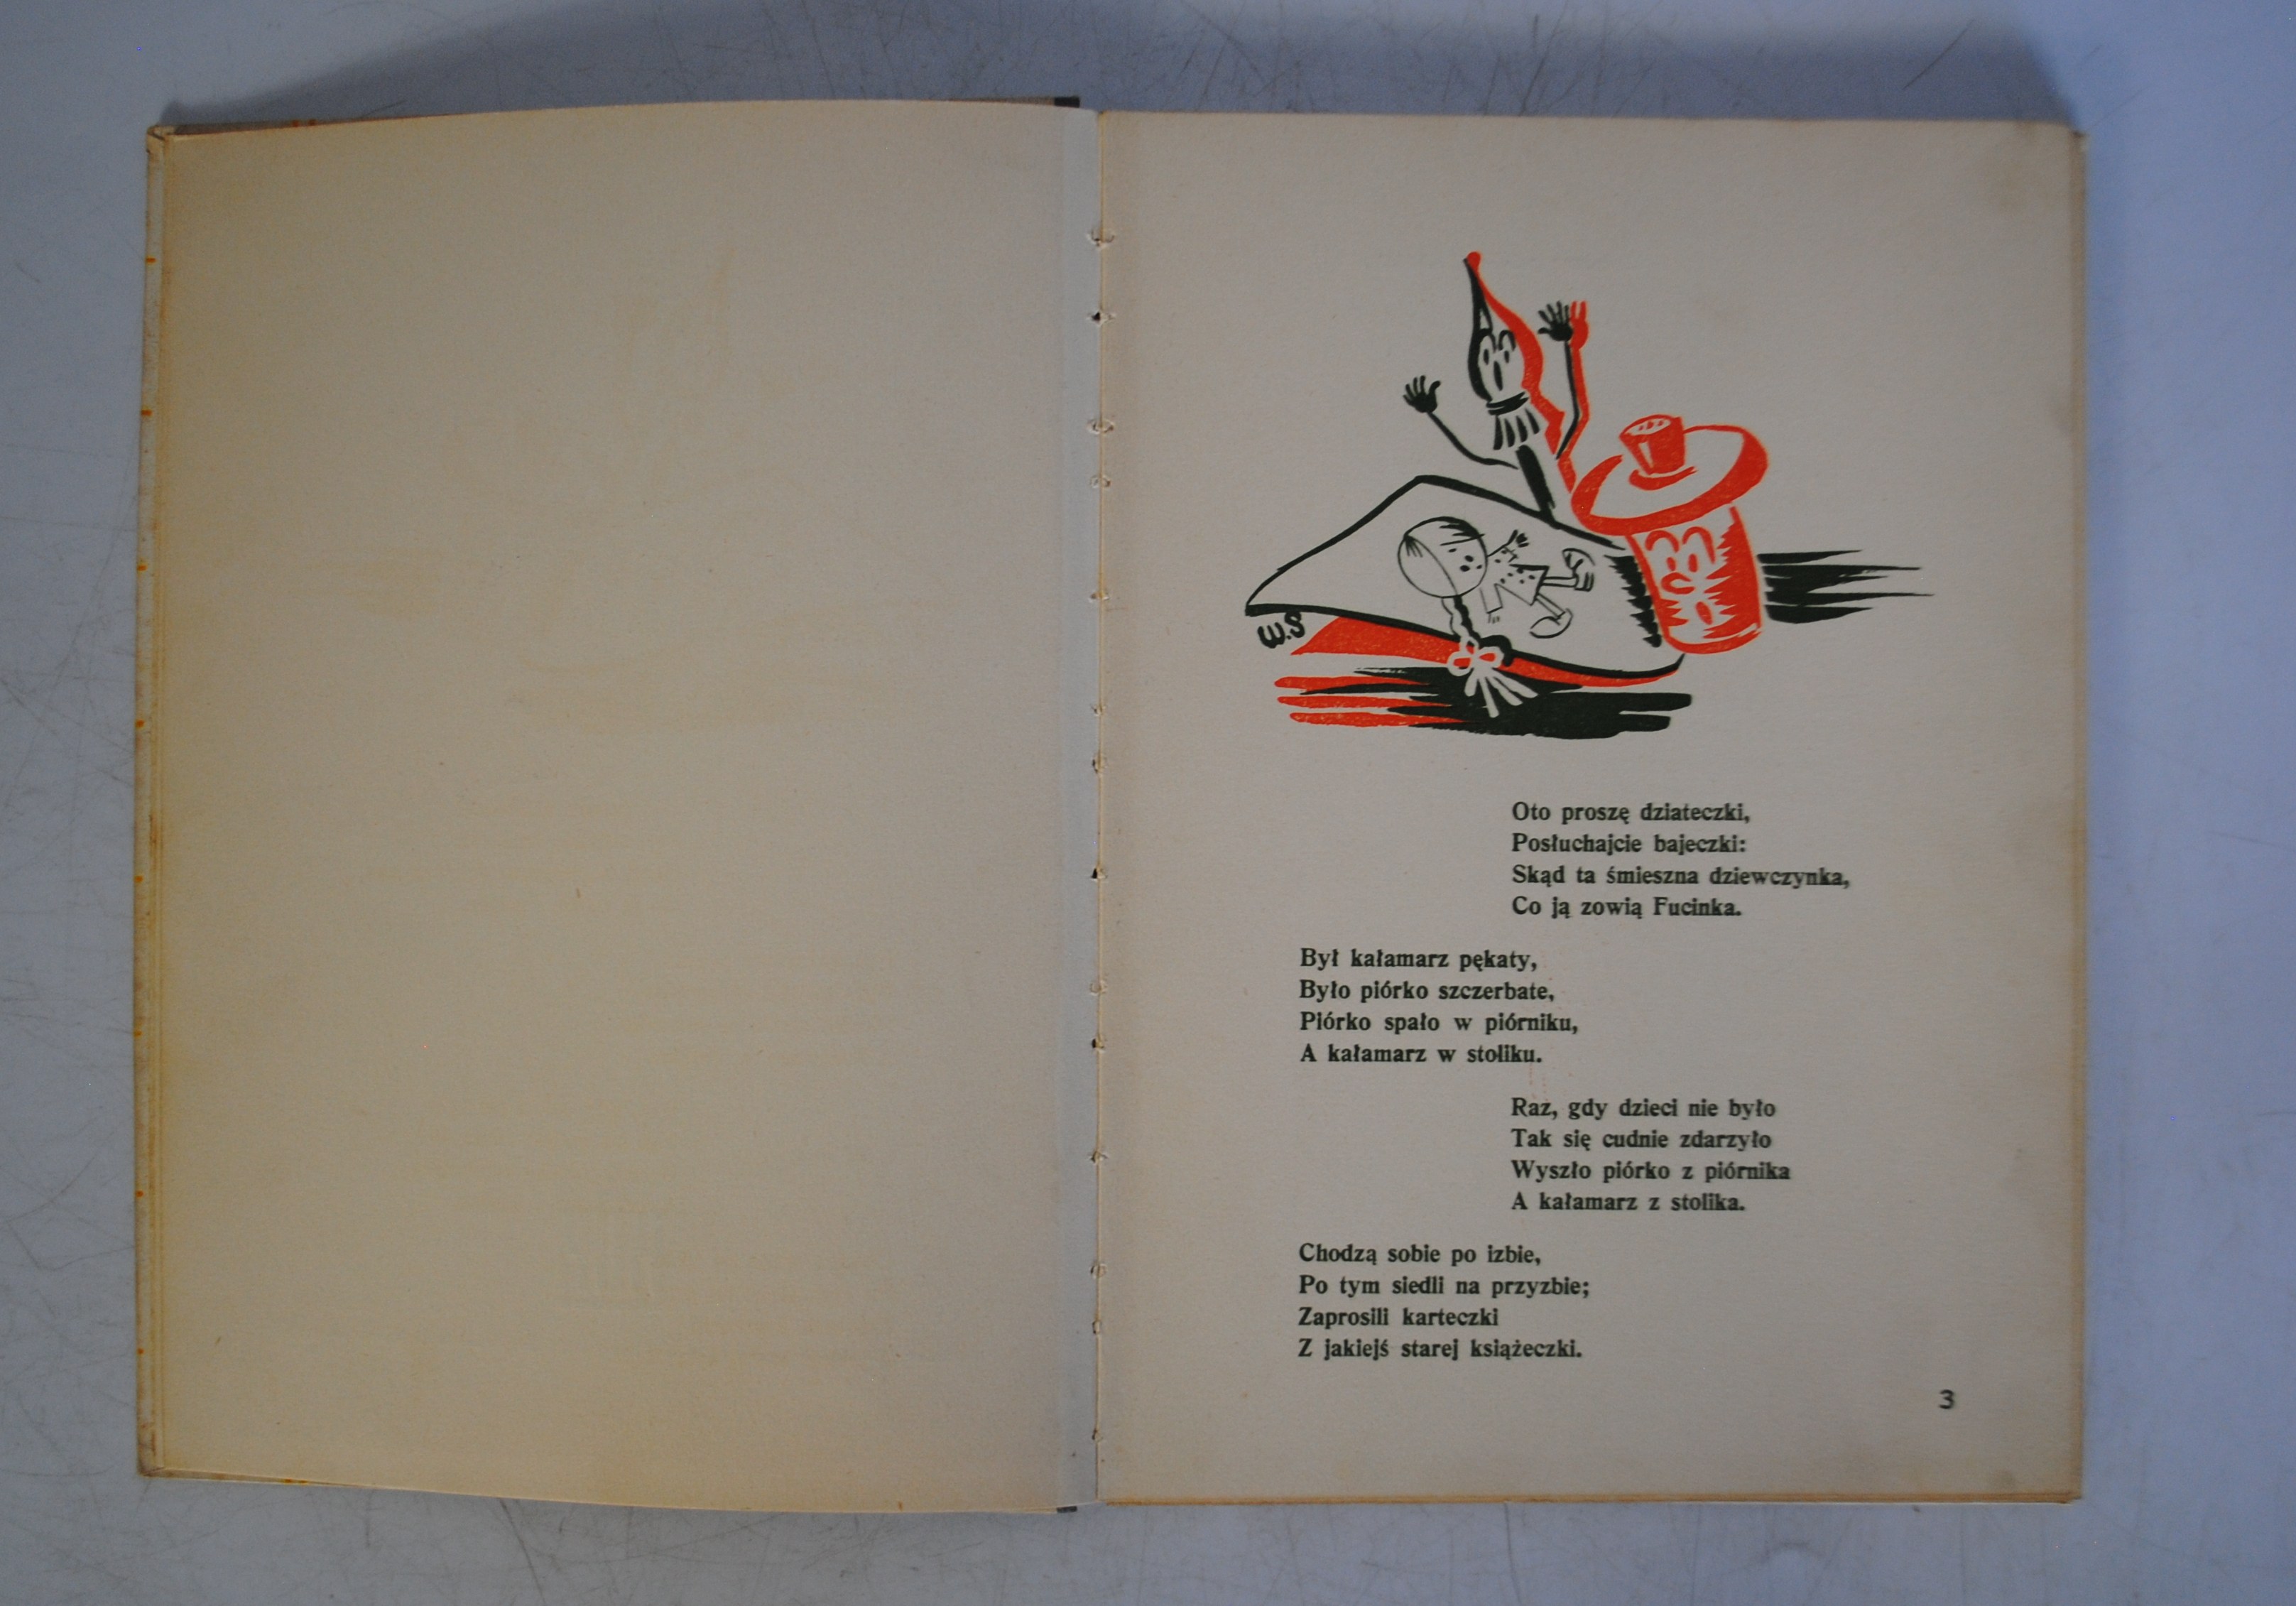 W.S
Oto proszę dziateczki,
Posłuchajcie bajeczki:
Skąd ta śmieszna dziewczynka,
Co ją zowią Fucinka.
Był kałamarz pękaty,
Było piórko szczerbate,
Piórko spało w piórniku,
A kałamarz w stoliku.
Raz, gdy dzieci nie było
Tak się cudnie zdarzyło
Wyszło piórko z piórnika
A kałamarz z stolika.
Chodzą sobie po izbie,
Po tym siedli na przyzbie;
Zaprosili karteczki
Z jakiejś starej książeczki.
3